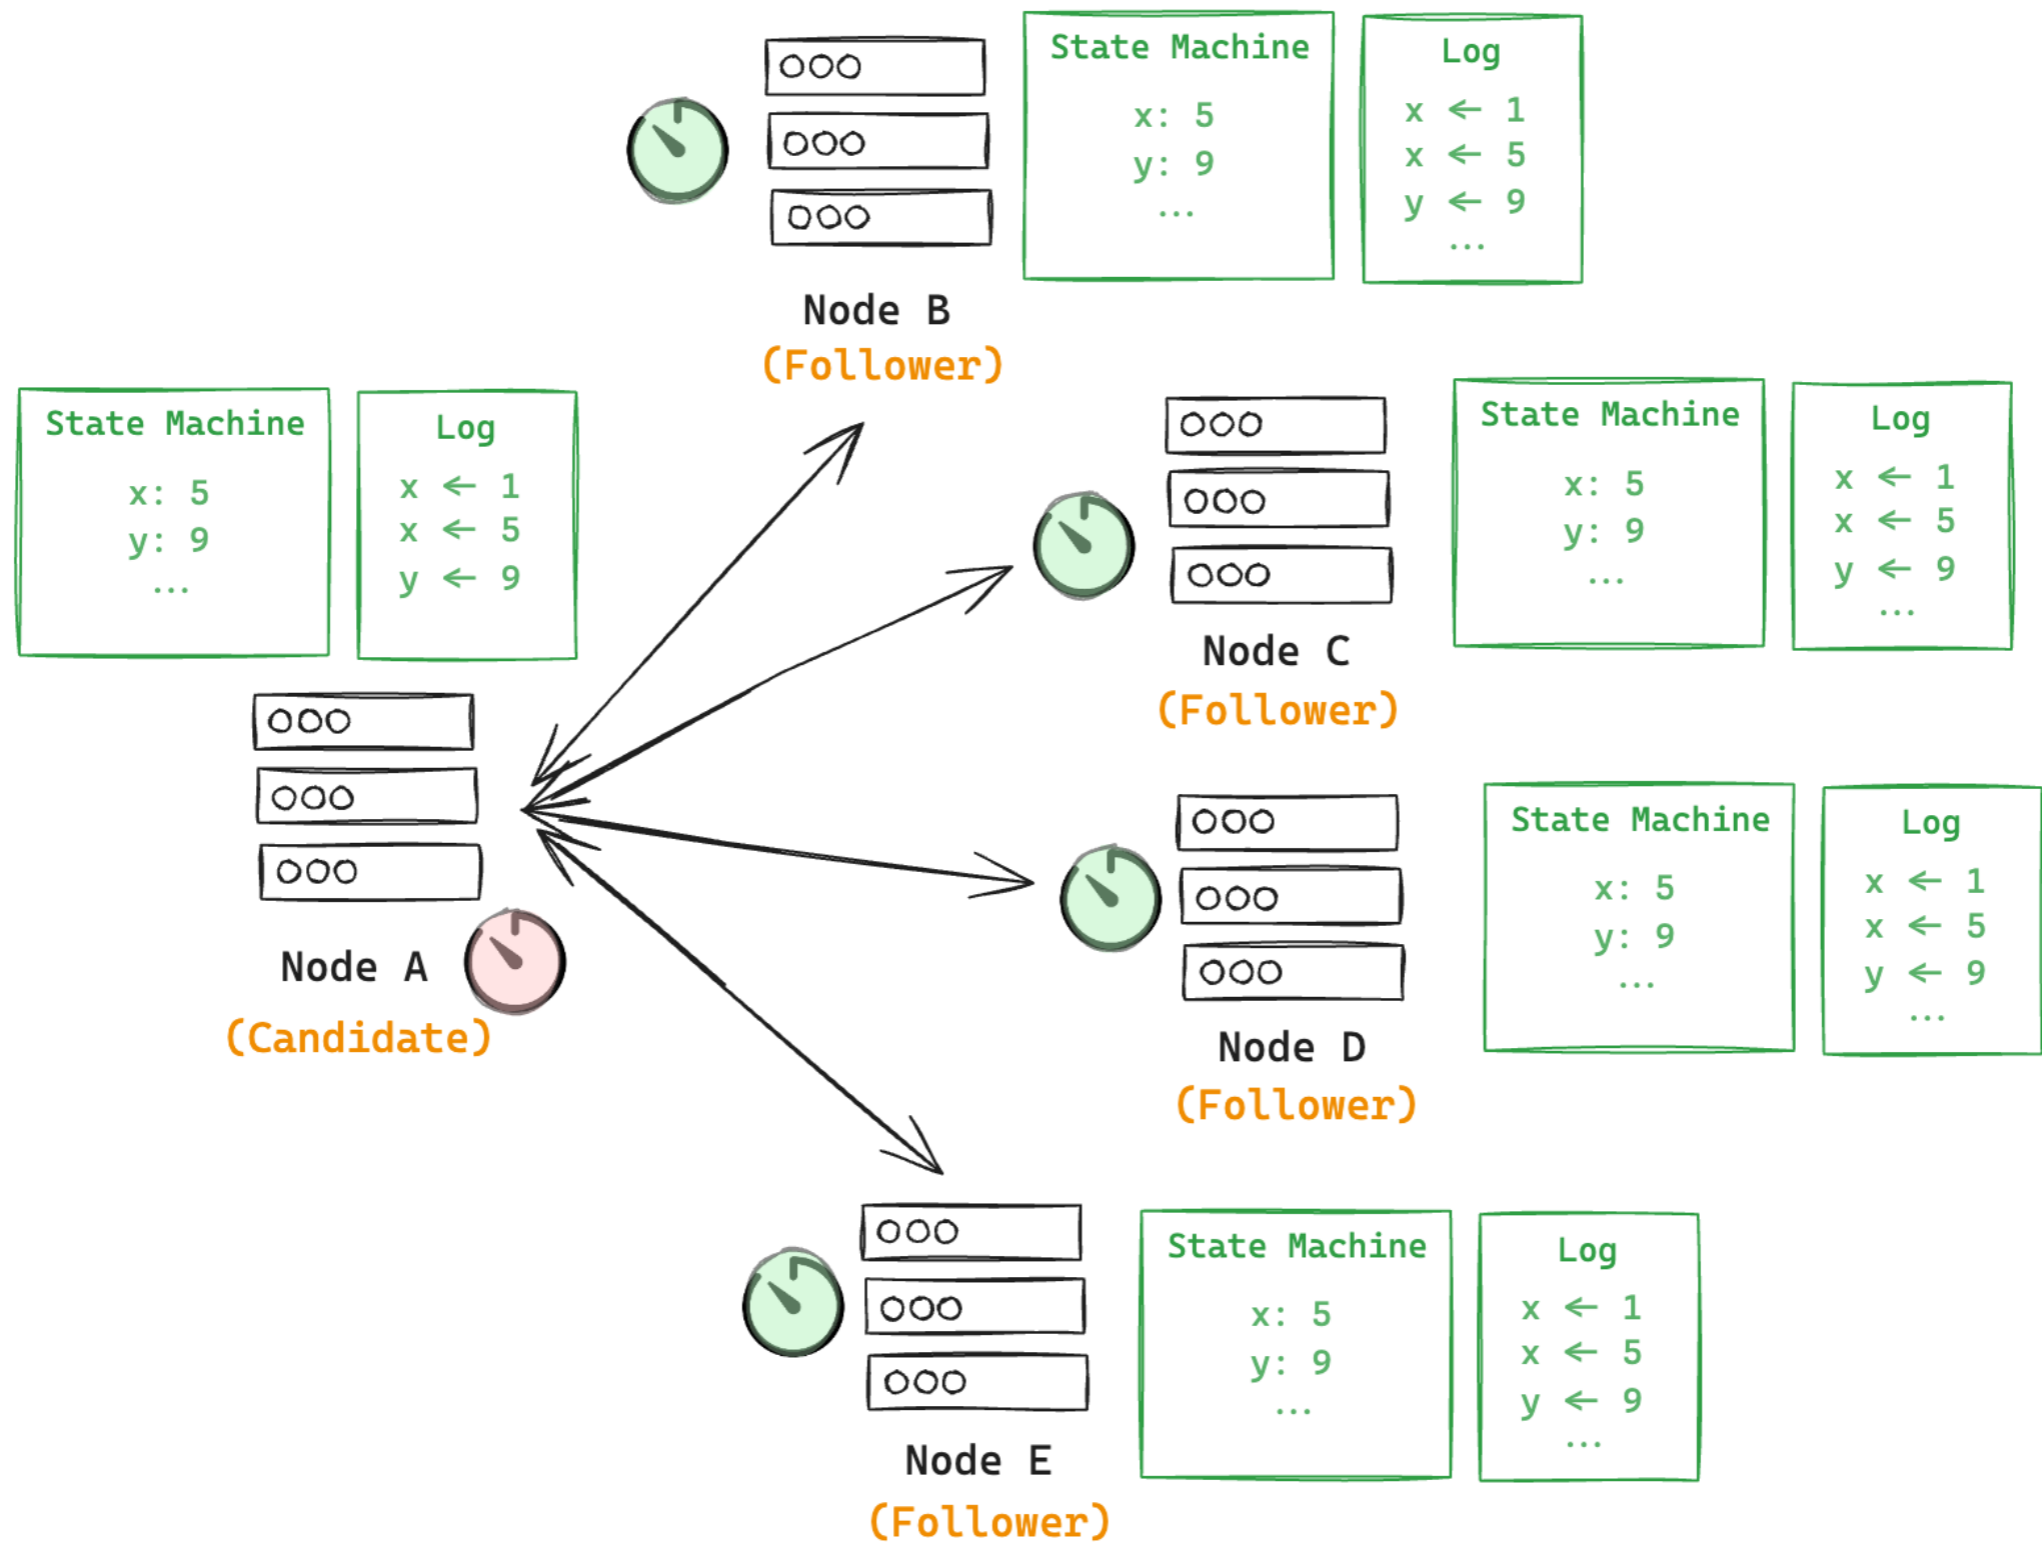 State Machine
x: 5
y: 9
...
Log
x ← 1
x ← 5
y ← 9
...
Node B
(Follower)
State Machine
x: 5
y: 9
...
Log
x ← 1
x ← 5
y ← 9
Node A
(Candidate)
State Machine
x: 5
y: 9
...
Log
x ← 1
x ← 5
y ← 9
...
Node C
(Follower)
State Machine
x: 5
y: 9
...
Log
x ← 1
x ← 5
y ← 9
...
Node D
(Follower)
State Machine
x: 5
y: 9
...
Log
x ← 1
x ← 5
y ← 9
...
Node E
(Follower)